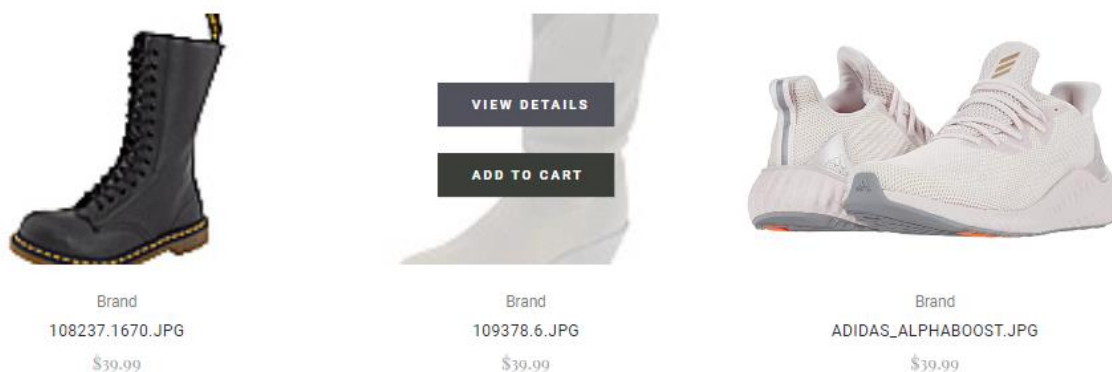 VIEW DETAILS
ADD TO CART
Brand
108237.1670.JPG
$39.99
Brand
109378.6.JPG
$39.99
Brand
ADIDAS_ALPHABOOST.JPG
$39.99